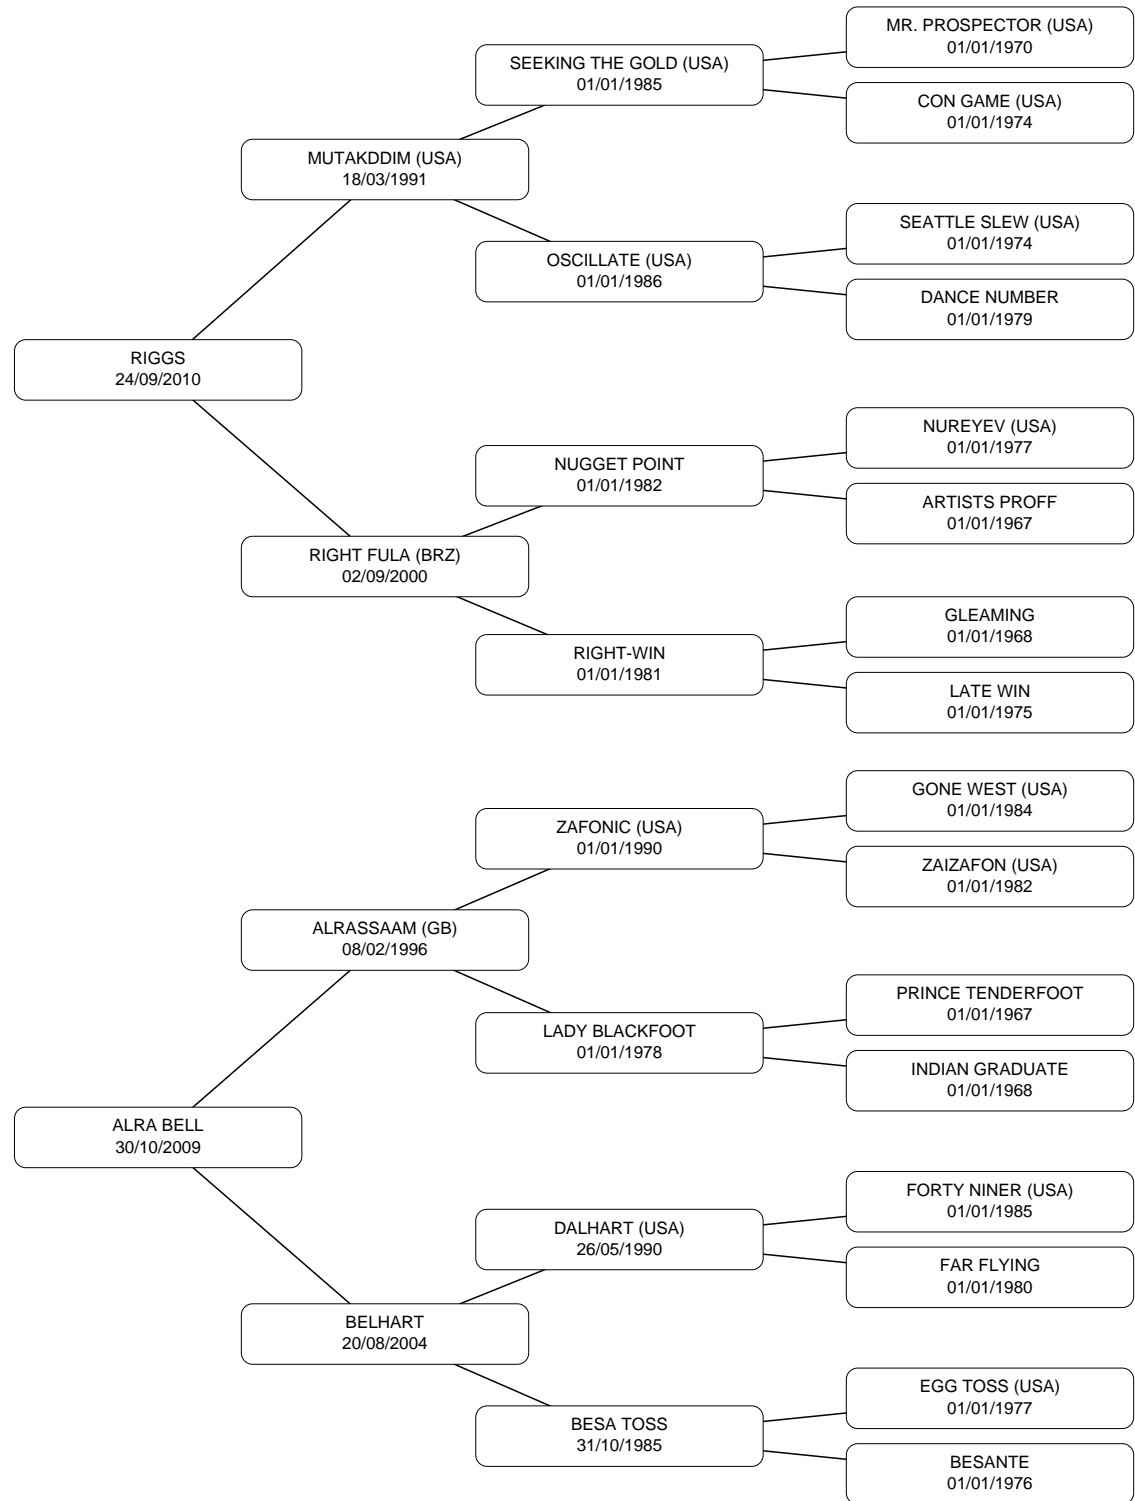 MR. PROSPECTOR (USA)
01/01/1970
SEEKING THE GOLD (USA)
01/01/1985
CON GAME (USA)
01/01/1974
MUTAKDDIM (USA)
18/03/1991
SEATTLE SLEW (USA)
01/01/1974
OSCILLATE (USA)
01/01/1986
DANCE NUMBER
01/01/1979
RIGGS
24/09/2010
NUREYEV (USA)
01/01/1977
NUGGET POINT
01/01/1982
ARTISTS PROFF
01/01/1967
RIGHT FULA (BRZ)
02/09/2000
GLEAMING
01/01/1968
RIGHT-WIN
01/01/1981
LATE WIN
01/01/1975
GONE WEST (USA)
01/01/1984
ZAFONIC (USA)
01/01/1990
ZAIZAFON (USA)
01/01/1982
ALRASSAAM (GB)
08/02/1996
PRINCE TENDERFOOT
01/01/1967
LADY BLACKFOOT
01/01/1978
INDIAN GRADUATE
01/01/1968
ALRA BELL
30/10/2009
FORTY NINER (USA)
01/01/1985
DALHART (USA)
26/05/1990
FAR FLYING
01/01/1980
BELHART
20/08/2004
EGG TOSS (USA)
01/01/1977
BESA TOSS
31/10/1985
BESANTE
01/01/1976